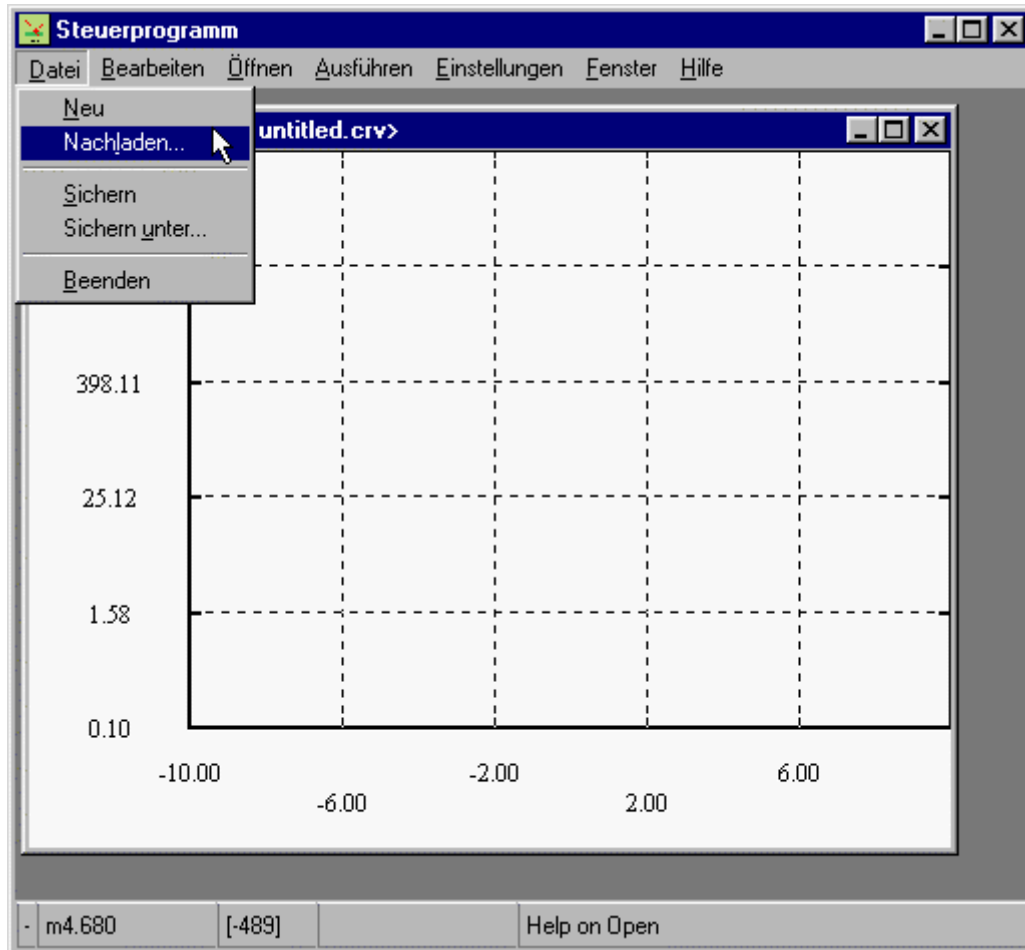 Steuerprogramm
Datei Bearbeiten Öffnen Ausführen Einstellungen Fenster Hilfe
Neu
Nachladen...
Sichern
Sichern unter...
Beenden
untitled.crv>
398.11
25.12
1.58
0.10
-10.00 -2.00 6.00
-6.00 2.00
- m4.680 [-489] Help on Open